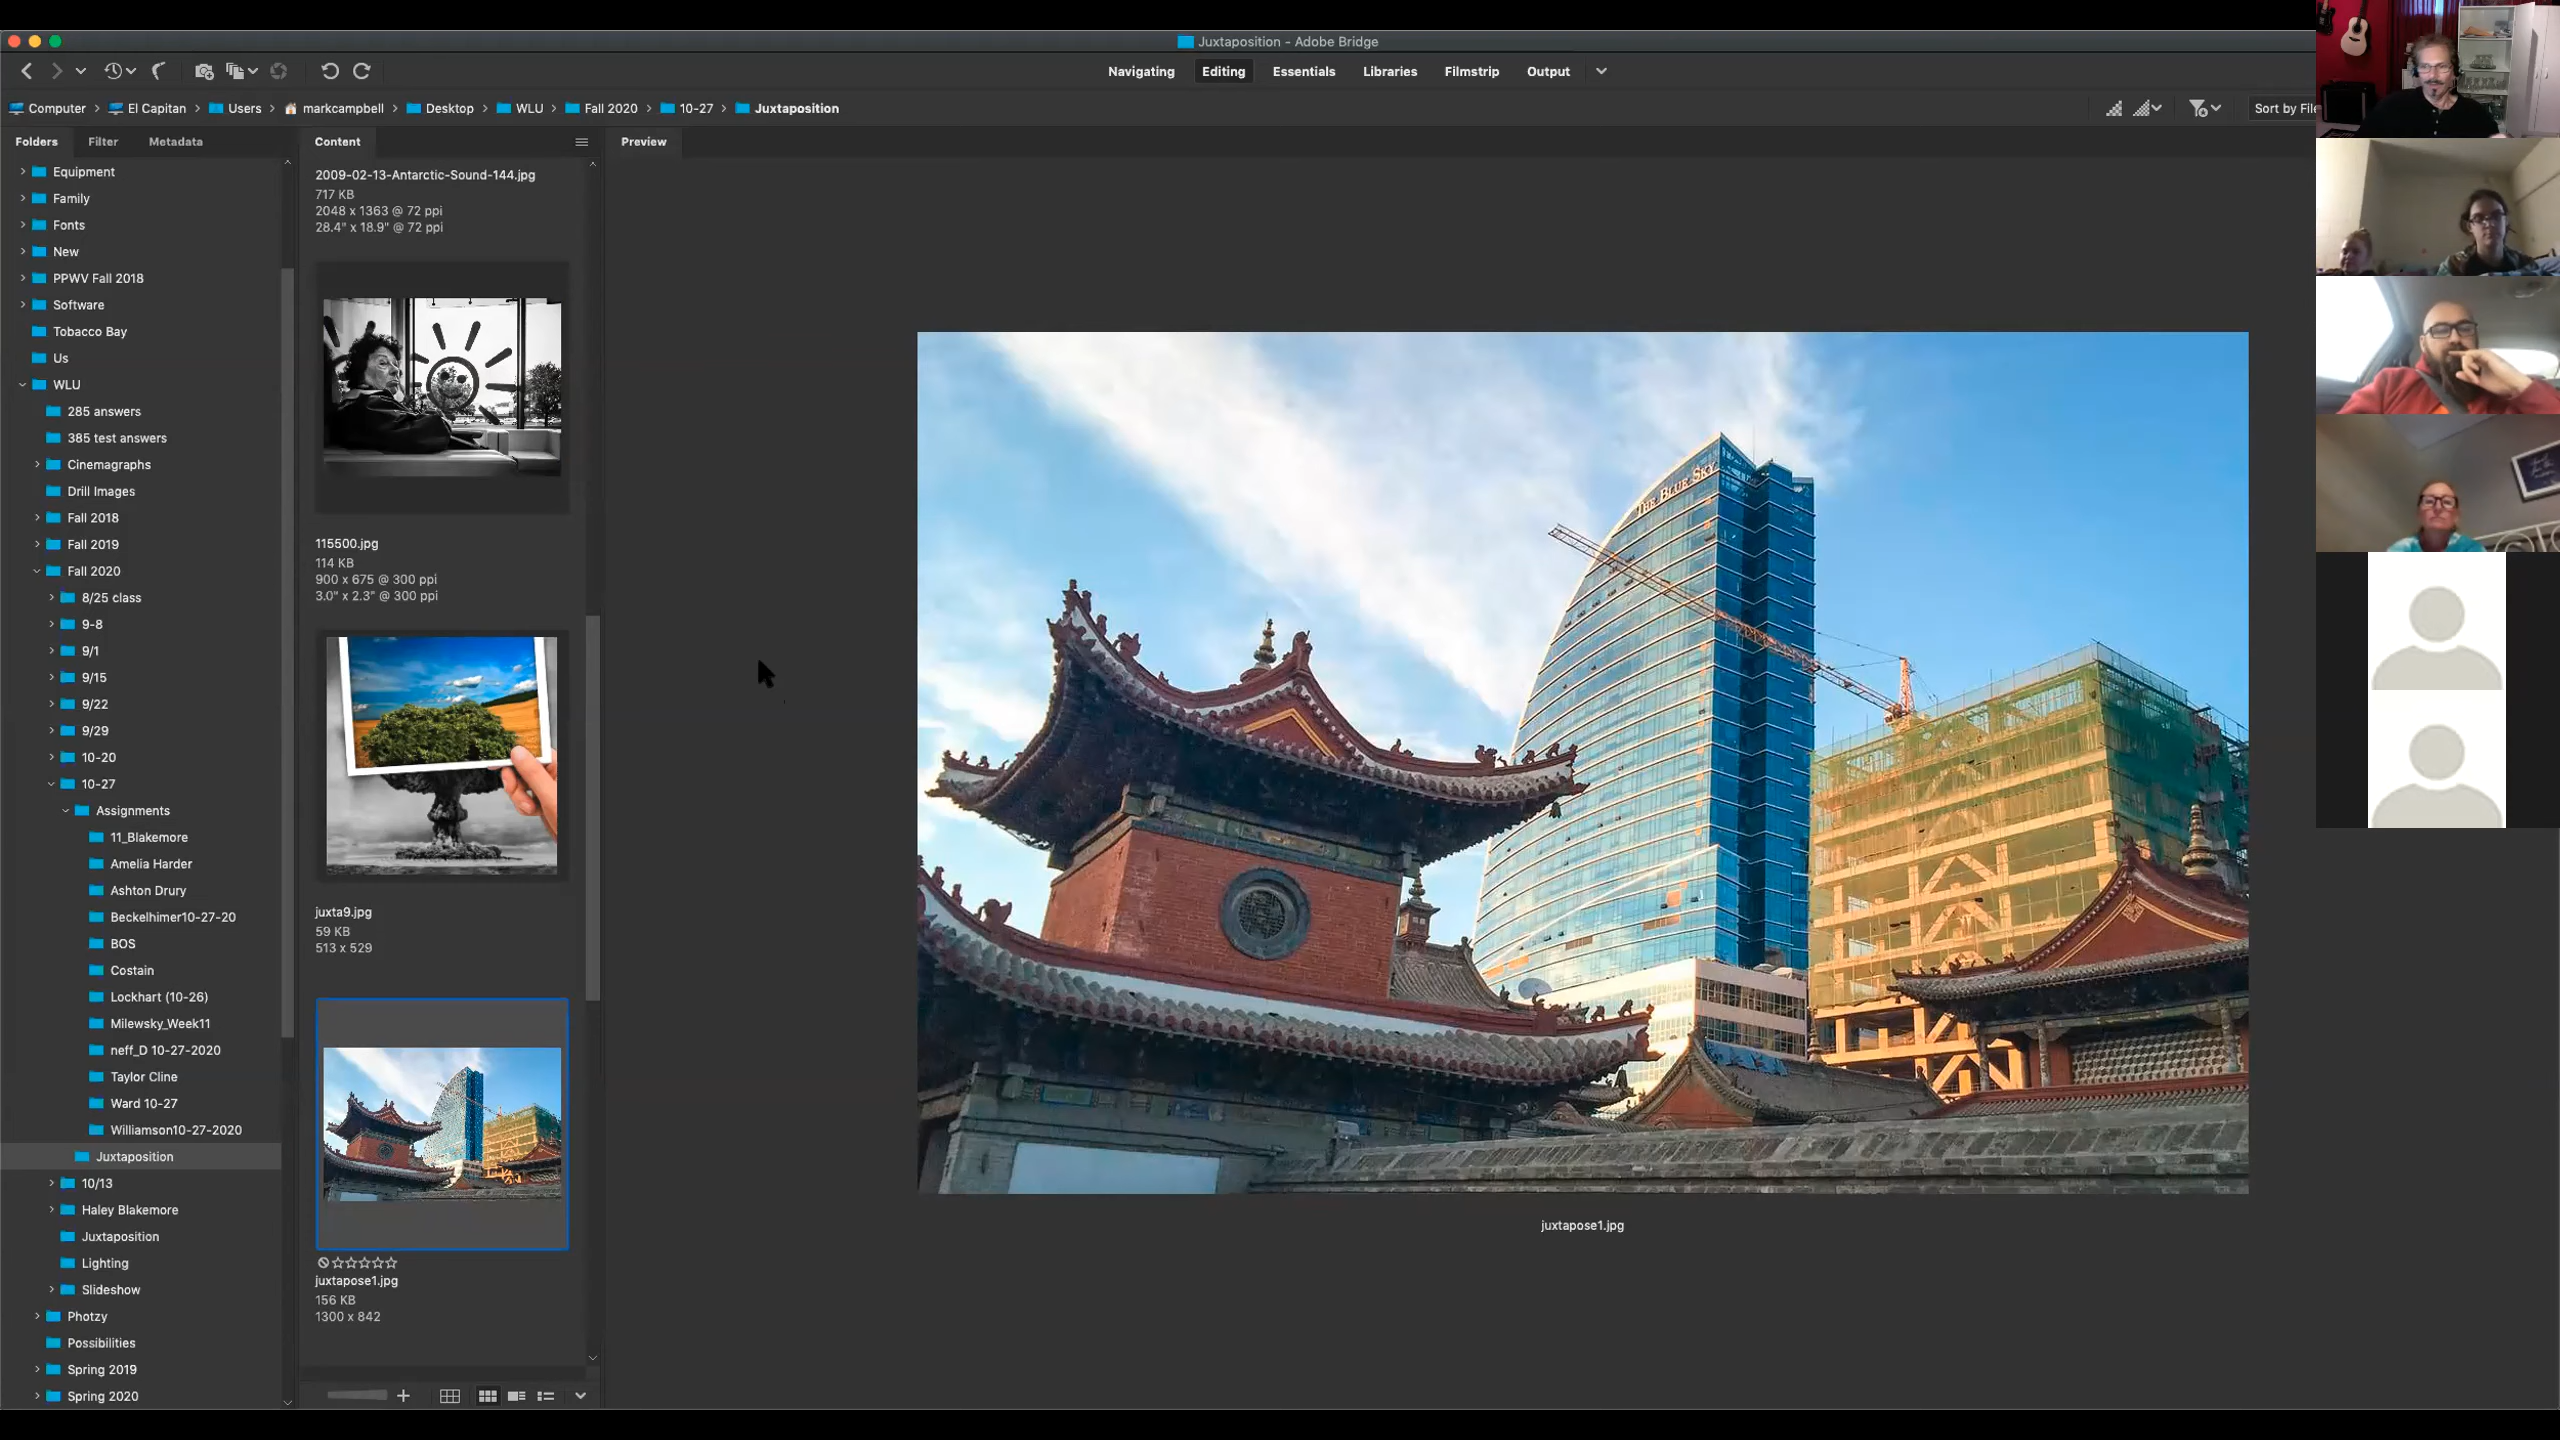 Juxtaposition - Adobe Bridge
Navigating Editing Essentials Libraries Filmstrip Output
Computer El Capitan Users markcampbell Desktop WLU Fall 2020 10-27 Juxtaposition
Sort by File
Folders Filter Metadata
Equipment
Family
Fonts
New
PPWV Fall 2018
Software
Tobacco Bay
Us
WLU
285 answers
385 test answers
Cinemagraphs
Drill Images
Fall 2018
Fall 2019
Fall 2020
8/25 class
9-8
9/1
9/15
9/22
9/29
10-20
10-27
Assignments
11_Blakemore
Amelia Harder
Ashton Drury
Beckelhimer10-27-20
BOS
Costain
Lockhart (10-26)
Milewsky_Week11
neff_D 10-27-2020
Taylor Cline
Ward 10-27
Williamson10-27-2020
Juxtaposition
10/13
Haley Blakemore
Juxtaposition
Lighting
Slideshow
Photzy
Possibilities
Spring 2019
Spring 2020
Content
2009-02-13-Antarctic-Sound-144.jpg
717 KB
2048 x 1363 @ 72 ppi
28.4" x 18.9" @ 72 ppi
115500.jpg
114 KB
900 x 675 @ 300 ppi
3.0" x 2.3" @ 300 ppi
juxta9.jpg
59 KB
513 x 529
juxtapose1.jpg
156 KB
1300 x 842
Preview
THE BLUE SKY
juxtapose1.jpg